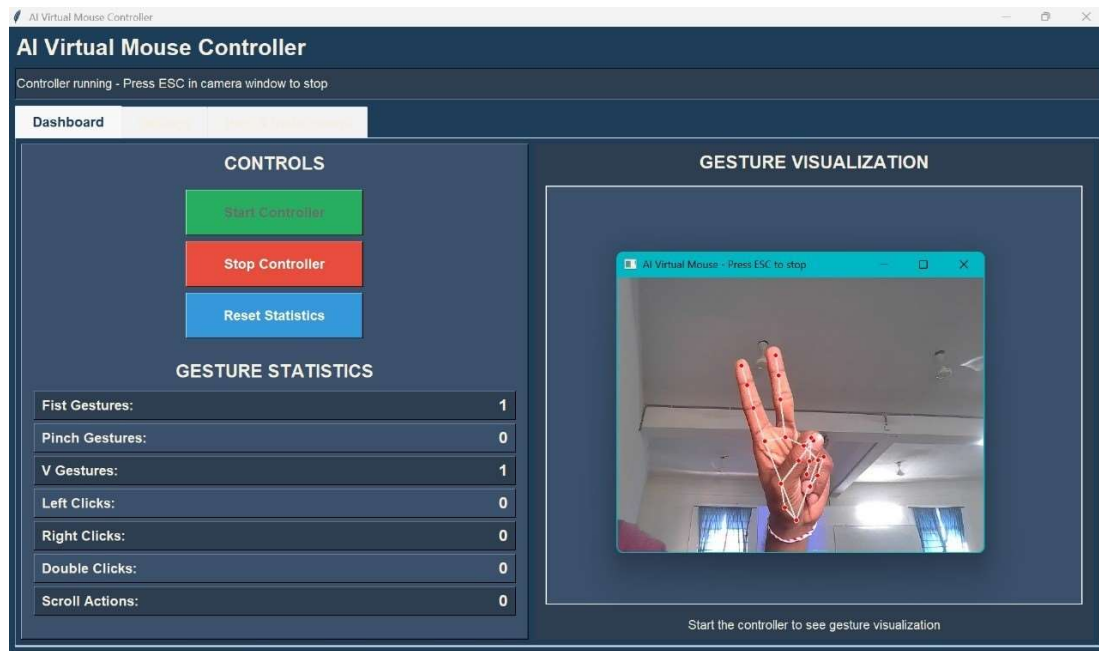 AI Virtual Mouse Controller
AI Virtual Mouse Controller
Controller running - Press ESC in camera window to stop
Dashboard
CONTROLS
Start Controller
Stop Controller
Reset Statistics
GESTURE STATISTICS
Fist Gestures: 1
Pinch Gestures: 0
V Gestures: 1
Left Clicks: 0
Right Clicks: 0
Double Clicks: 0
Scroll Actions: 0
GESTURE VISUALIZATION
AI Virtual Mouse - Press ESC to stop
Start the controller to see gesture visualization